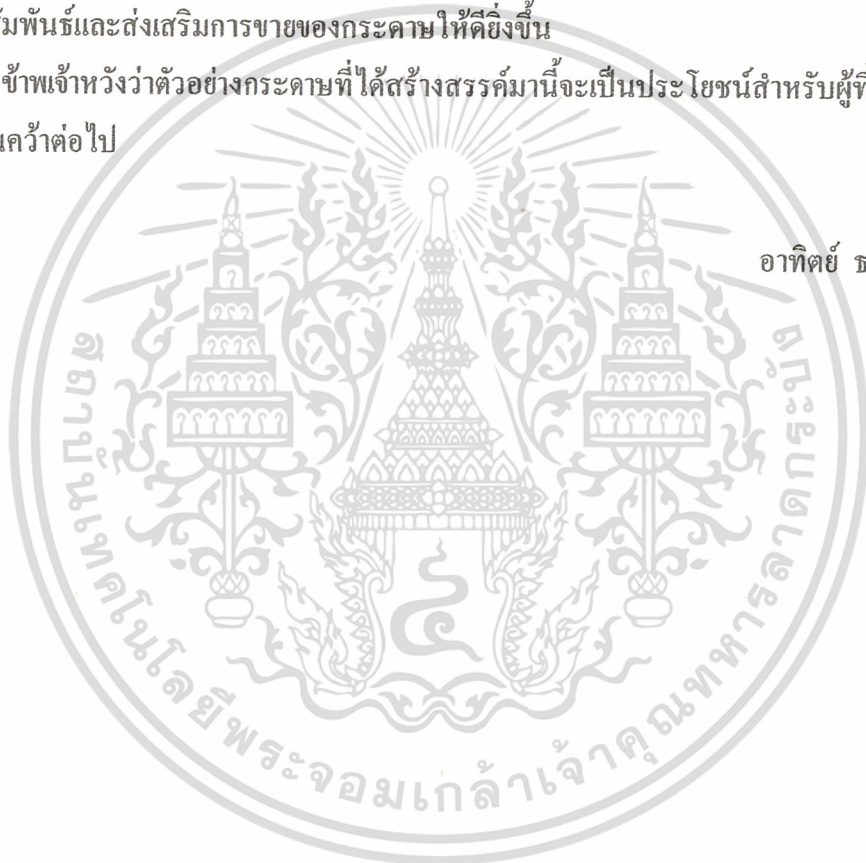 ัมพันธ์และส่งเสริมการขายของกระดาษให้ดียิ่งขึ้น
ข้าพเจ้าหวังว่าตัวอย่างกระดาษที่ได้สร้างสรรค์มานี้จะเป็นประโยชน์สำหรับผู้ที่
นคว้าต่อไป
อาทิตย์ ธ
สถาบันเทคโนโลยีพระจอมเกล้าเจ้าคุณทหารลาดกระบัง
๔